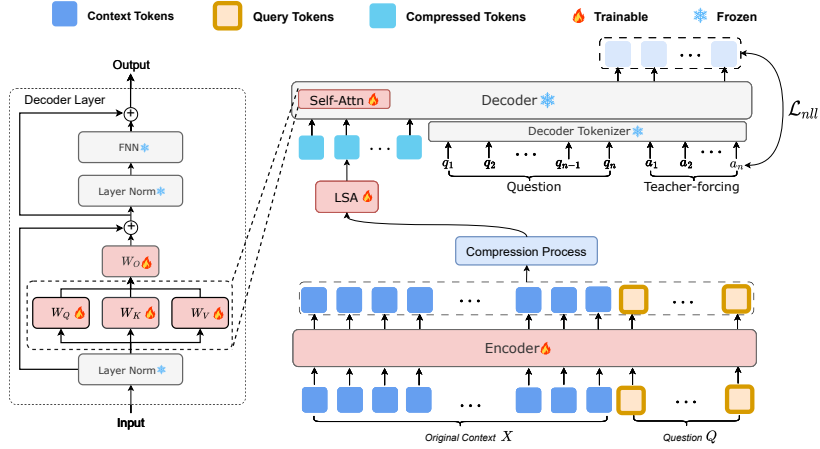 Context Tokens
Query Tokens
Compressed Tokens
Trainable
Frozen
Output
Decoder Layer
+
FNN
Layer Norm
+
W_O
W_Q
W_K
W_V
Layer Norm
Input
...
Self-Attn
Decoder
L_nll
...
Decoder Tokenizer
q_1 q_2 ... q_{n-1} q_n a_1 a_2 ... a_n
Question
Teacher-forcing
LSA
Compression Process
... ...
Encoder
... ...
Original Context X
Question Q